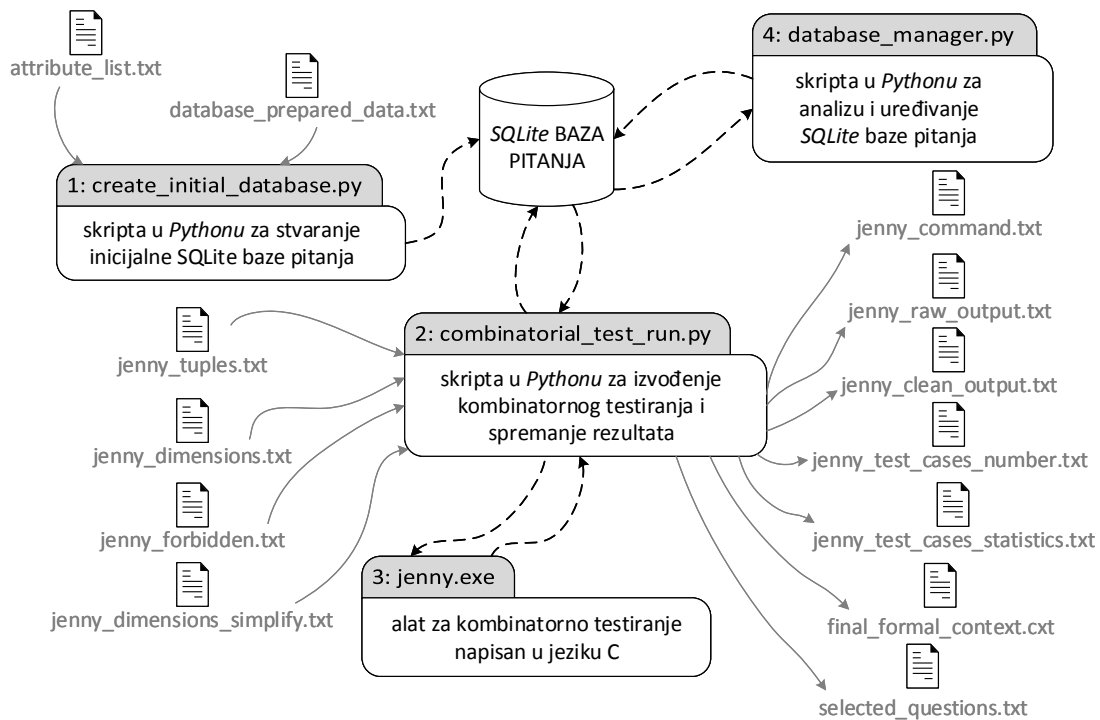 attribute_list.txt
database_prepared_data.txt
1: create_initial_database.py
skripta u Pythonu za stvaranje
inicijalne SQLite baze pitanja
SQLite BAZA
PITANJA
4: database_manager.py
skripta u Pythonu za
analizu i uređivanje
SQLite baze pitanja
jenny_tuples.txt
jenny_dimensions.txt
jenny_forbidden.txt
jenny_dimensions_simplify.txt
2: combinatorial_test_run.py
skripta u Pythonu za izvođenje
kombinatornog testiranja i
spremanje rezultata
3: jenny.exe
alat za kombinatorno testiranje
napisan u jeziku C
jenny_command.txt
jenny_raw_output.txt
jenny_clean_output.txt
jenny_test_cases_number.txt
jenny_test_cases_statistics.txt
final_formal_context.cxt
selected_questions.txt